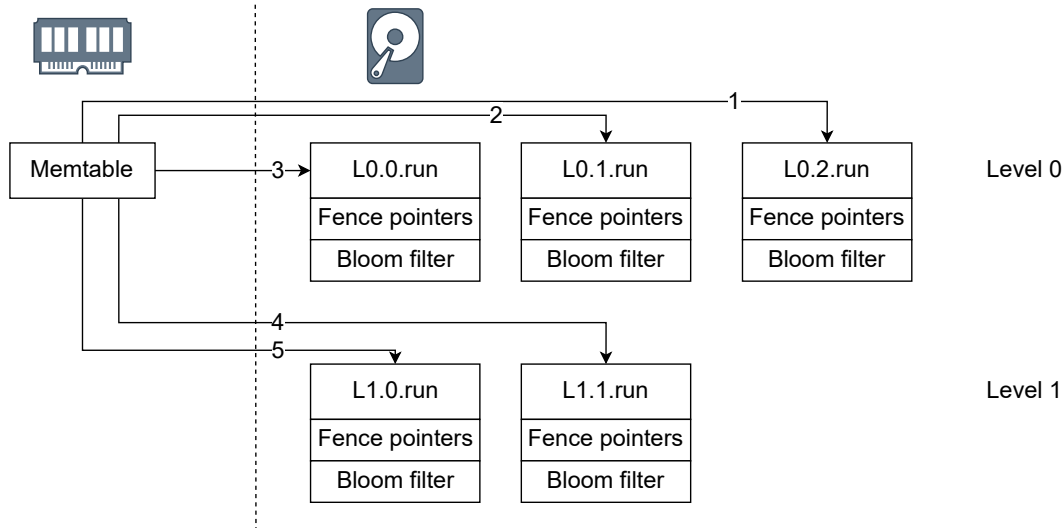 1
2
Memtable
3
L0.0.run
L0.1.run
L0.2.run
Level 0
Fence pointers
Fence pointers
Fence pointers
Bloom filter
Bloom filter
Bloom filter
4
5
L1.0.run
L1.1.run
Level 1
Fence pointers
Fence pointers
Bloom filter
Bloom filter